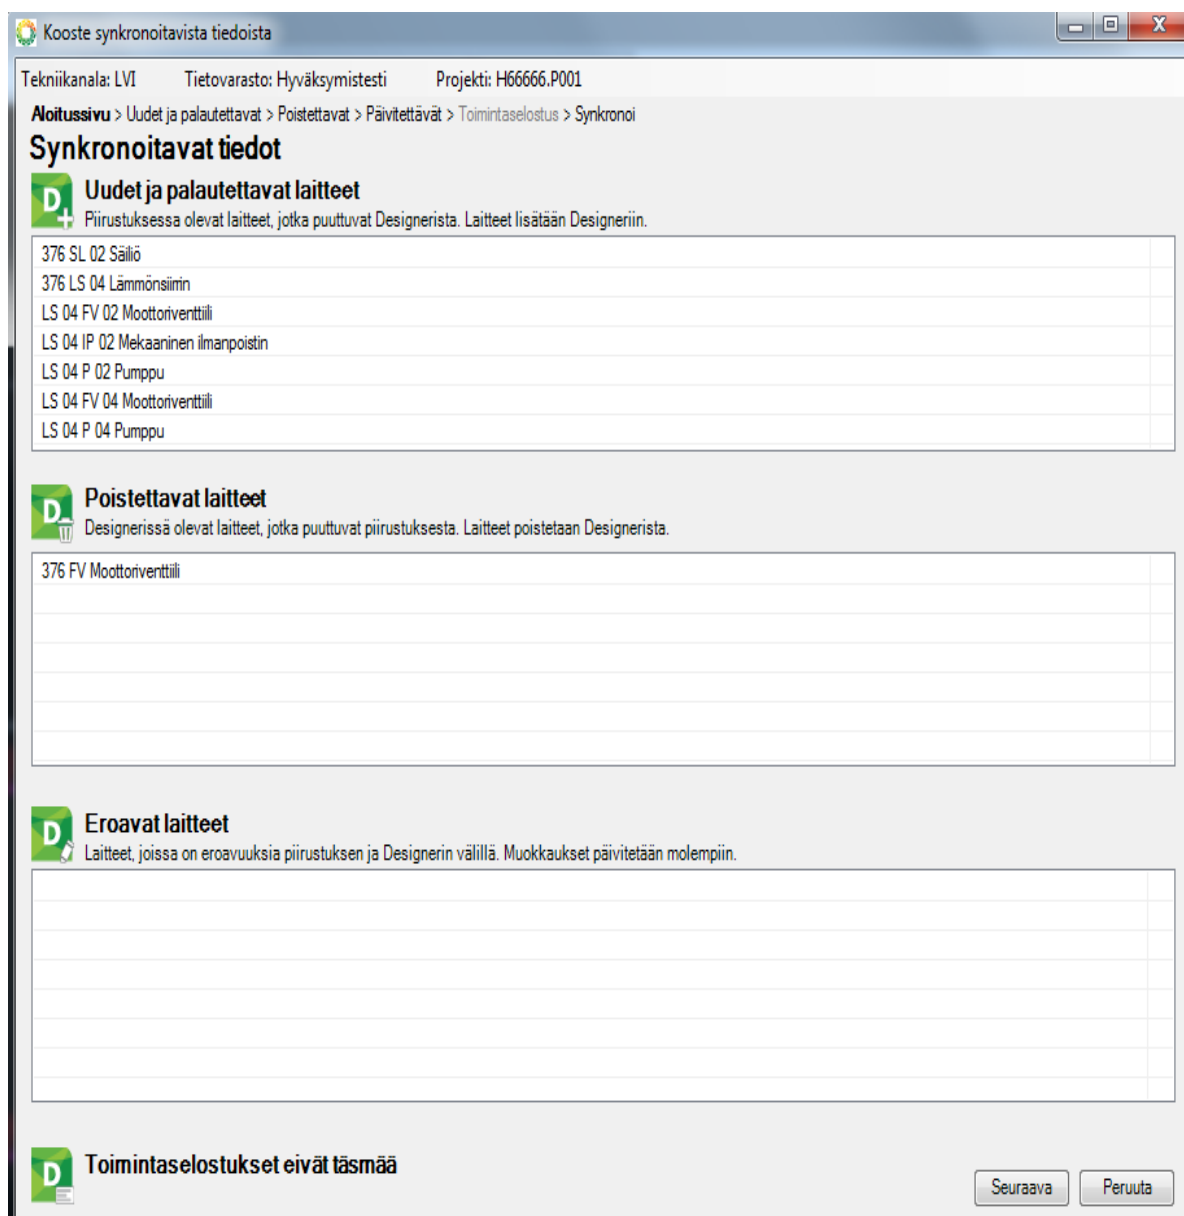 Kooste synkronoitavista tiedoista
Tekniikanala: LVI Tietovarasto: Hyväksymistesti Projekti: H66666.P001
Aloitussivu > Uudet ja palautettavat > Poistettavat > Päivitettävät > Toimintaselostus > Synkronoi
Synkronoitavat tiedot
Uudet ja palautettavat laitteet
Piirustuksessa olevat laitteet, jotka puuttuvat Designerista. Laitteet lisätään Designeriin.
376 SL 02 Säiliö
376 LS 04 Lämmönsiirrin
LS 04 FV 02 Moottoriventtiili
LS 04 IP 02 Mekaaninen ilmanpoistin
LS 04 P 02 Pumppu
LS 04 FV 04 Moottoriventtiili
LS 04 P 04 Pumppu
Poistettavat laitteet
Designerissä olevat laitteet, jotka puuttuvat piirustuksesta. Laitteet poistetaan Designerista.
376 FV Moottoriventtiili
Eroavat laitteet
Laitteet, joissa on eroavuuksia piirustuksen ja Designerin välillä. Muokkaukset päivitetään molempiin.
Toimintaselostukset eivät täsmää
Seuraava Peruuta